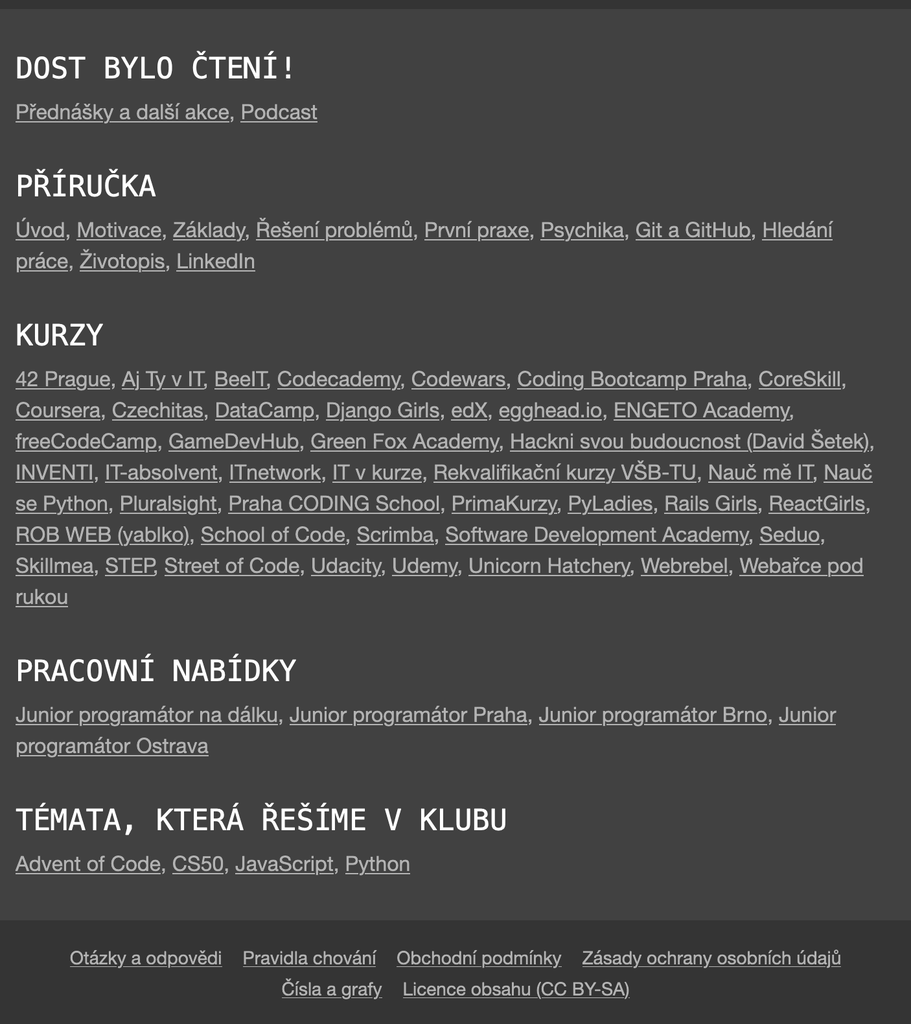 DOST BYLO ČTENÍ!
Přednášky a další akce, Podcast
PŘÍRUČKA
Úvod, Motivace, Základy, Řešení problémů, První praxe, Psychika, Git a GitHub, Hledání
práce, Životopis, LinkedIn
KURZY
42 Prague, Aj Ty v IT, BeeIT, Codecademy, Codewars, Coding Bootcamp Praha, CoreSkill,
Coursera, Czechitas, DataCamp, Django Girls, edX, egghead.io, ENGETO Academy,
freeCodeCamp, GameDevHub, Green Fox Academy, Hackni svou budoucnost (David Šetek),
INVENTI, IT-absolvent, ITnetwork, IT v kurze, Rekvalifikační kurzy VŠB-TU, Nauč mě IT, Nauč
se Python, Pluralsight, Praha CODING School, PrimaKurzy, PyLadies, Rails Girls, ReactGirls,
ROB WEB (yablko), School of Code, Scrimba, Software Development Academy, Seduo,
Skillmea, STEP, Street of Code, Udacity, Udemy, Unicorn Hatchery, Webrebel, Webařce pod
rukou
PRACOVNÍ NABÍDKY
Junior programátor na dálku, Junior programátor Praha, Junior programátor Brno, Junior
programátor Ostrava
TÉMATA, KTERÁ ŘEŠÍME V KLUBU
Advent of Code, CS50, JavaScript, Python
Otázky a odpovědi Pravidla chování Obchodní podmínky Zásady ochrany osobních údajů
Čísla a grafy Licence obsahu (CC BY-SA)